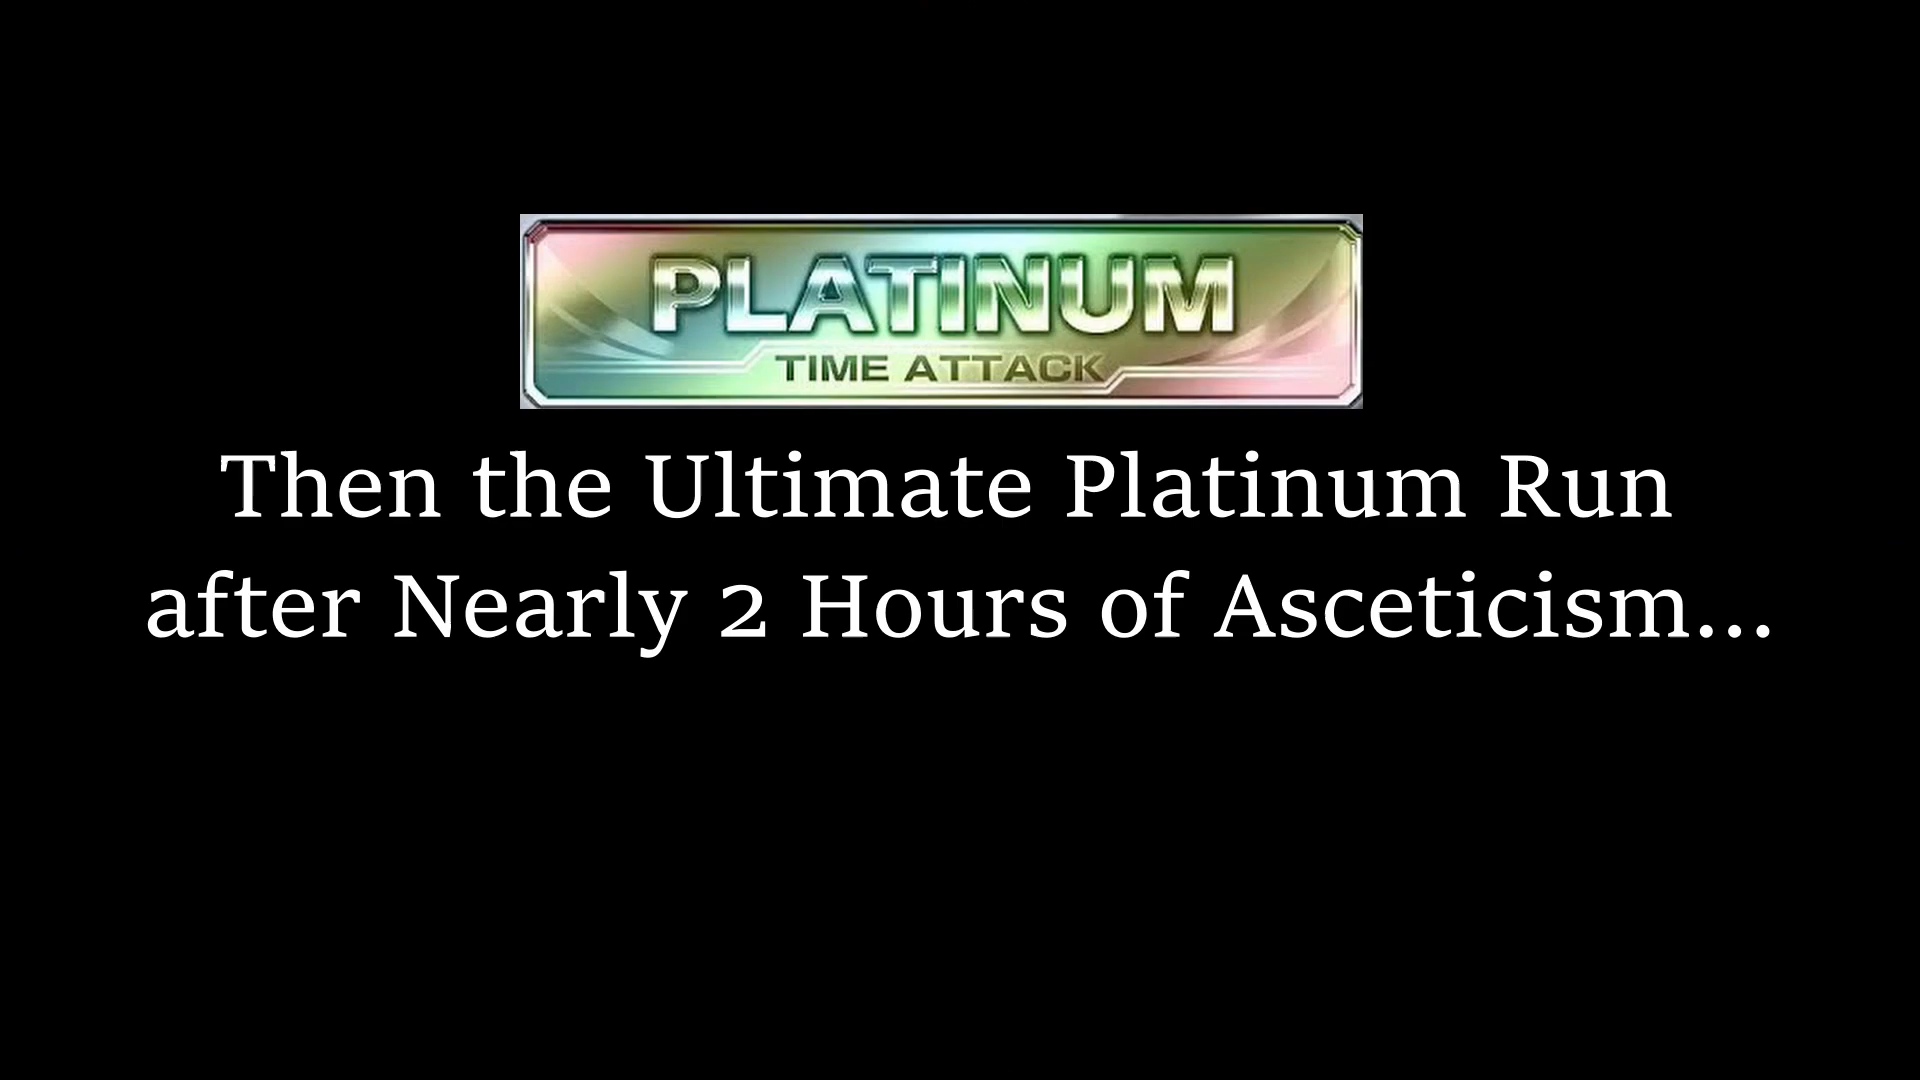 PLATINUM
TIME ATTACK
Then the Ultimate Platinum Run
after Nearly 2 Hours of Asceticism...